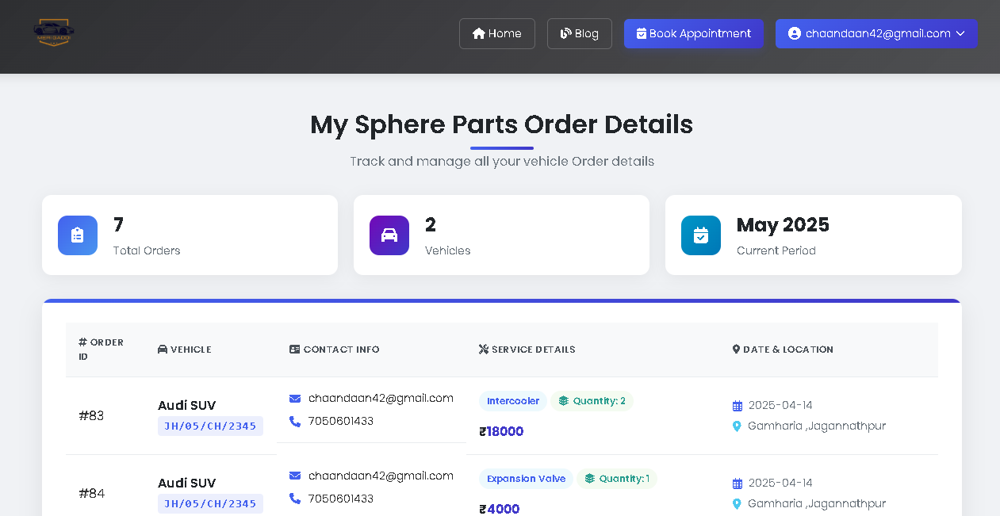 MERI GADDI
Home
Blog
Book Appointment
chaandaan42@gmail.com
My Sphere Parts Order Details
Track and manage all your vehicle Order details
7
Total Orders
2
Vehicles
May 2025
Current Period
# ORDER
ID
VEHICLE
CONTACT INFO
SERVICE DETAILS
DATE & LOCATION
#83
Audi SUV
JH/05/CH/2345
chaandaan42@gmail.com
7050601433
Intercooler
Quantity: 2
₹18000
2025-04-14
Gamharia ,Jagannathpur
#84
Audi SUV
JH/05/CH/2345
chaandaan42@gmail.com
7050601433
Expansion Valve
Quantity: 1
₹4000
2025-04-14
Gamharia ,Jagannathpur